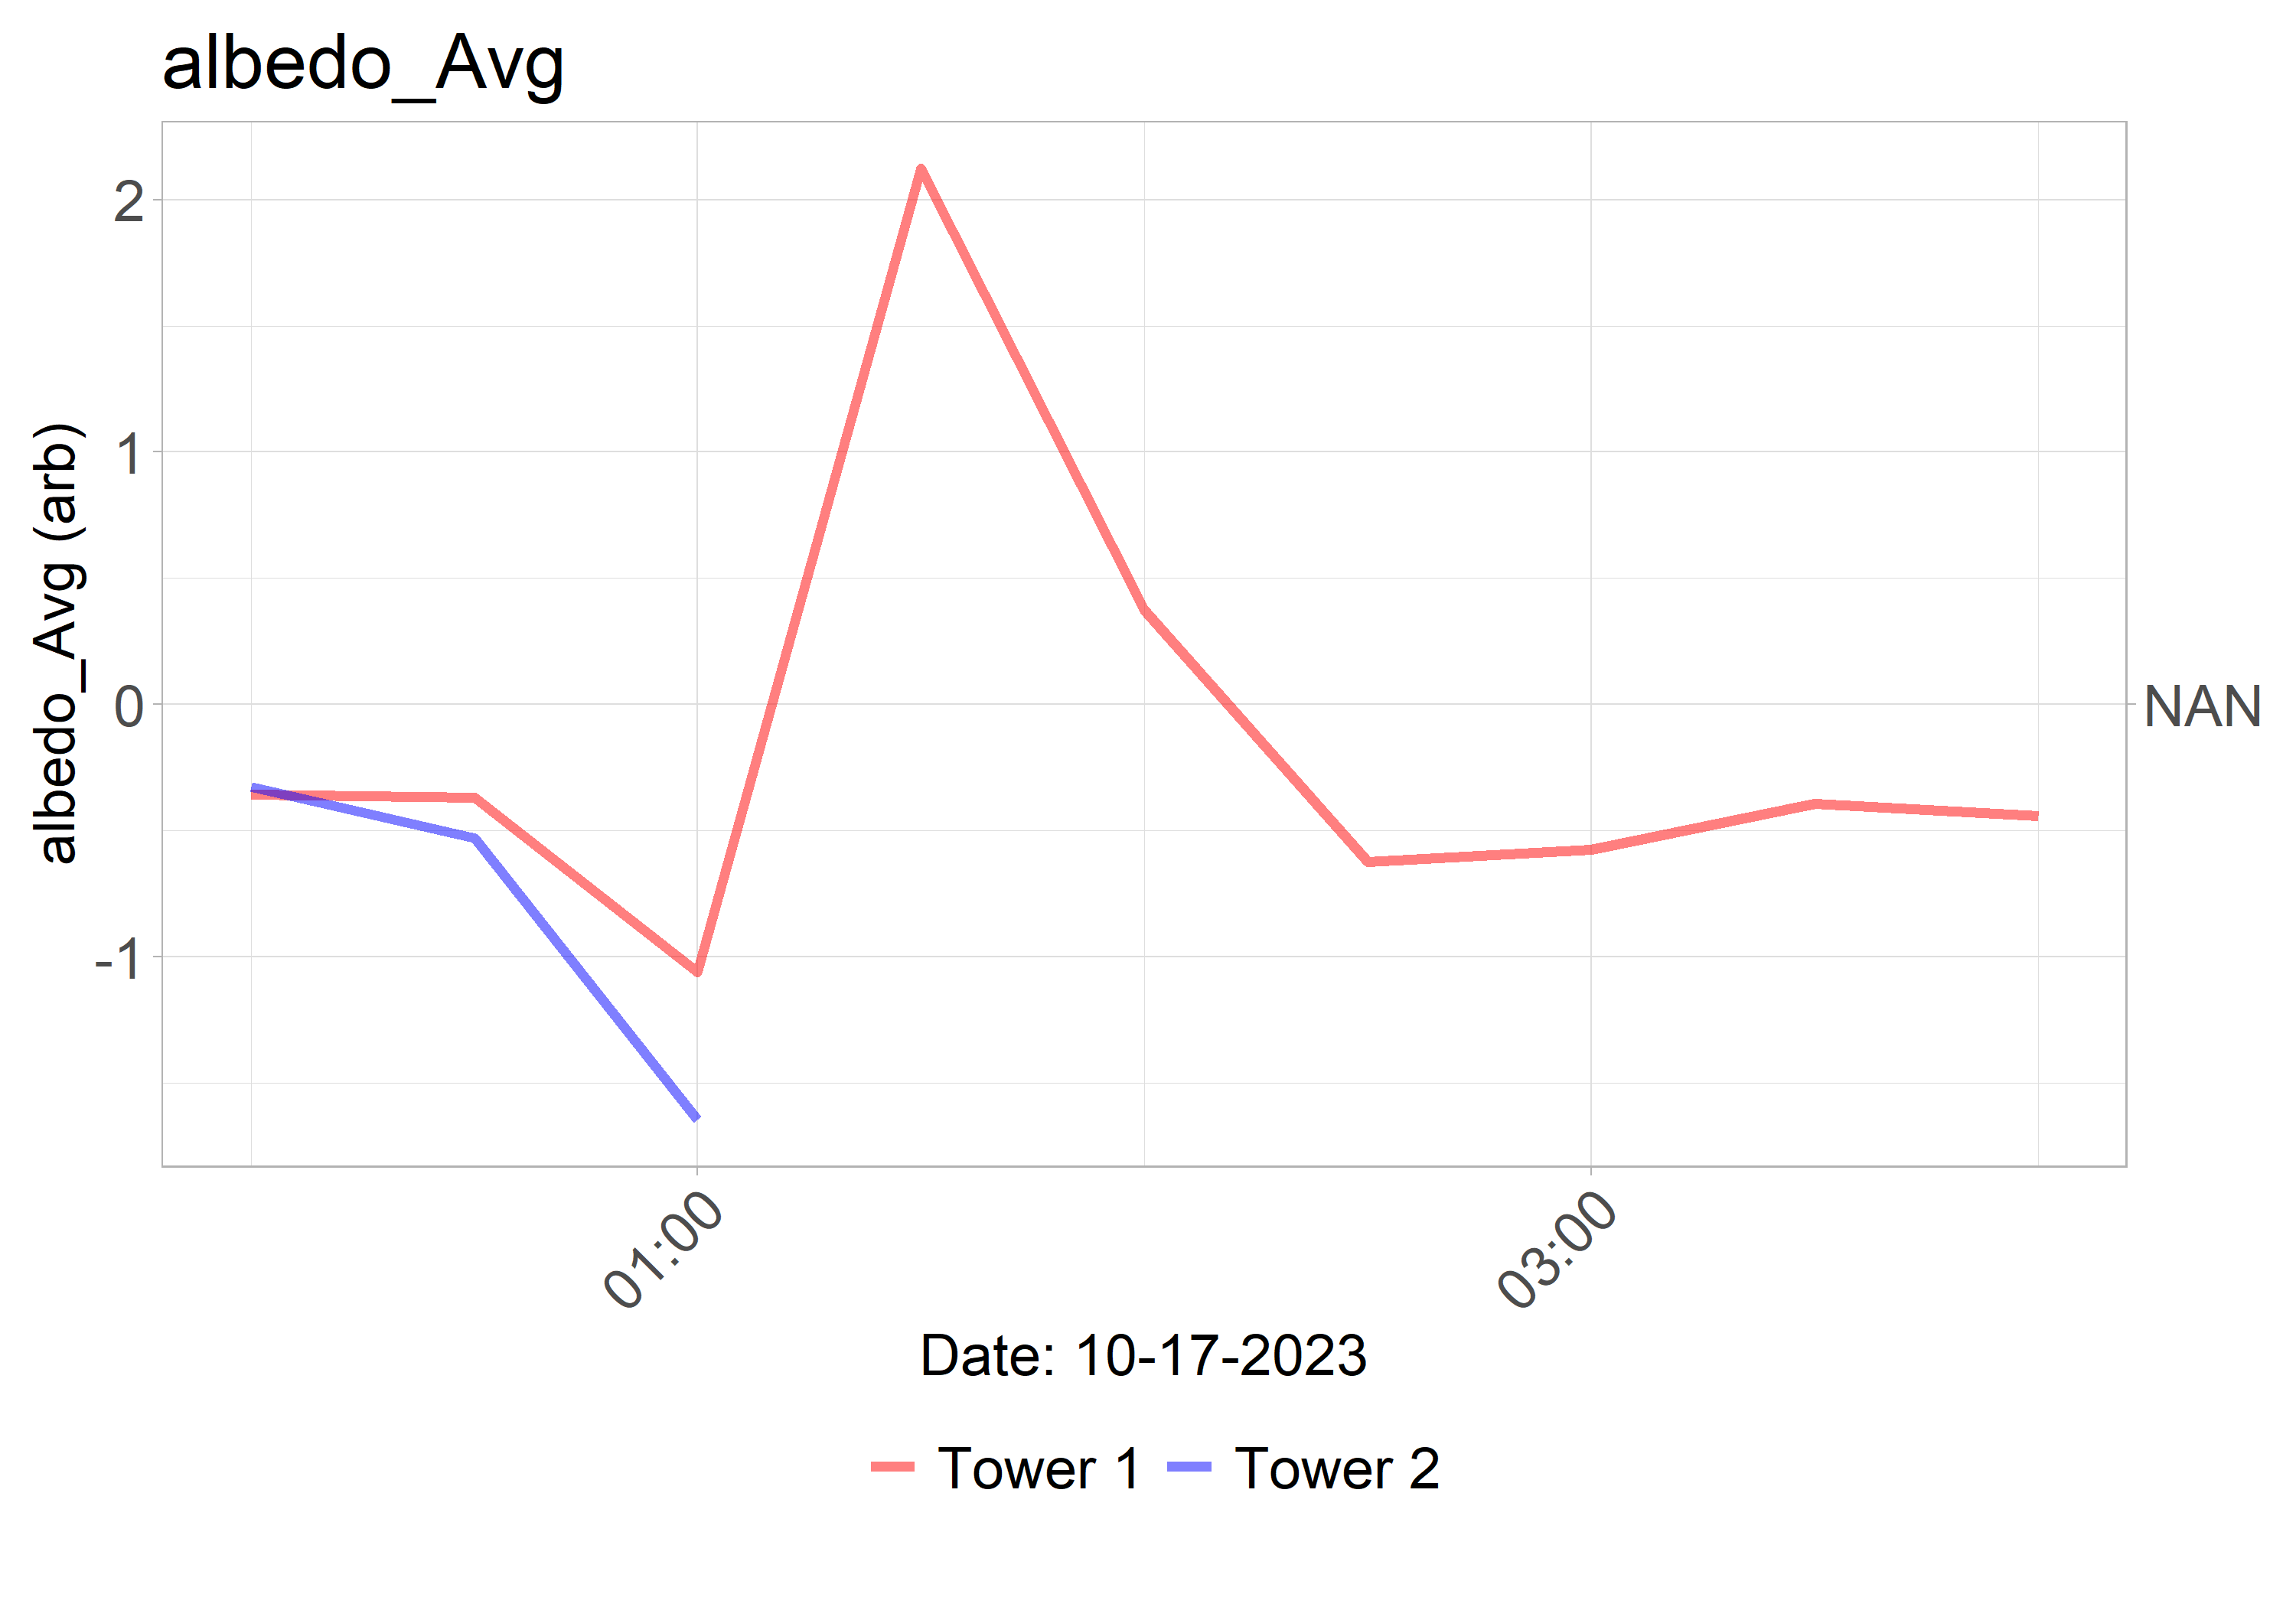 albedo_Avg
albedo_Avg (arb)
2
1
0
-1
NAN
01:00
03:00
Date: 10-17-2023
Tower 1
Tower 2